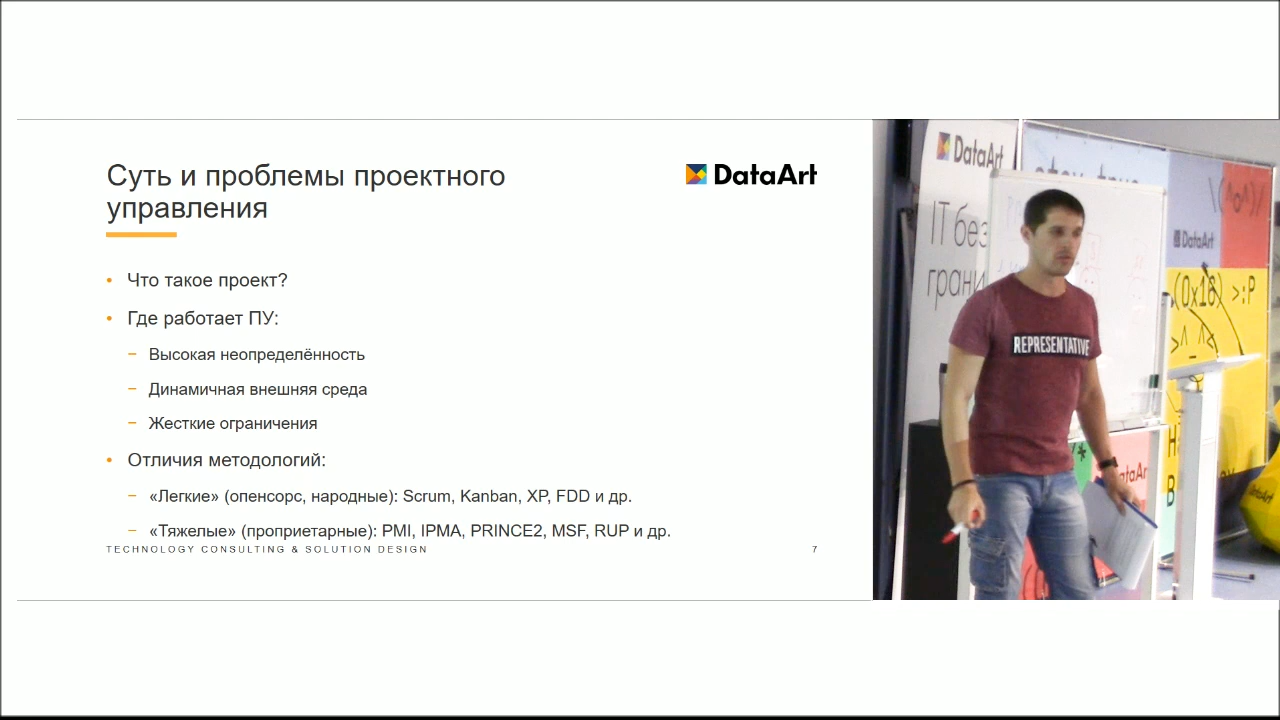 Суть и проблемы проектного
управления
DataArt
• Что такое проект?
• Где работает ПУ:
− Высокая неопределённость
− Динамичная внешняя среда
− Жесткие ограничения
• Отличия методологий:
− «Легкие» (опенсорс, народные): Scrum, Kanban, XP, FDD и др.
− «Тяжелые» (проприетарные): PMI, IPMA, PRINCE2, MSF, RUP и др.
TECHNOLOGY CONSULTING & SOLUTION DESIGN
7
DataArt
IT без
грани
REPRESENTATIVE
\(^o^)/
DataArt
(0x16) >:P
DataArt